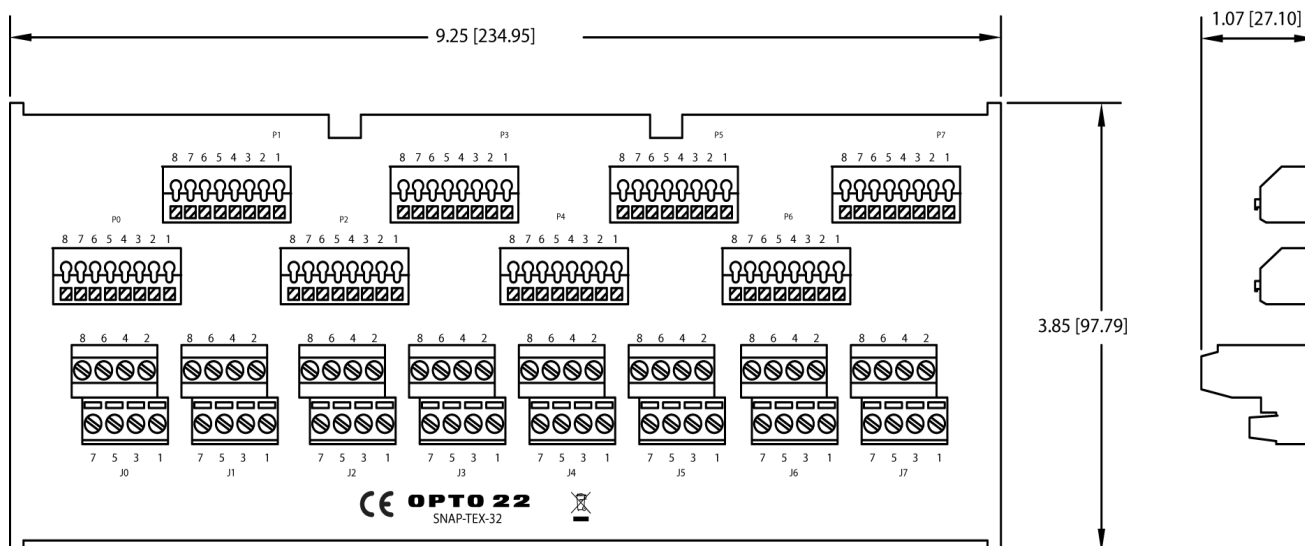 1.07 [27.10]
9.25 [234.95]
P1 P3 P5 P7
8 7 6 5 4 3 2 1 8 7 6 5 4 3 2 1 8 7 6 5 4 3 2 1 8 7 6 5 4 3 2 1
P0 P2 P4 P6
8 7 6 5 4 3 2 1 8 7 6 5 4 3 2 1 8 7 6 5 4 3 2 1 8 7 6 5 4 3 2 1
3.85 [97.79]
8 6 4 2 8 6 4 2 8 6 4 2 8 6 4 2 8 6 4 2 8 6 4 2 8 6 4 2 8 6 4 2
7 5 3 1 7 5 3 1 7 5 3 1 7 5 3 1 7 5 3 1 7 5 3 1 7 5 3 1 7 5 3 1
J0 J1 J2 J3 J4 J5 J6 J7
CE OPTO 22
SNAP-TEX-32